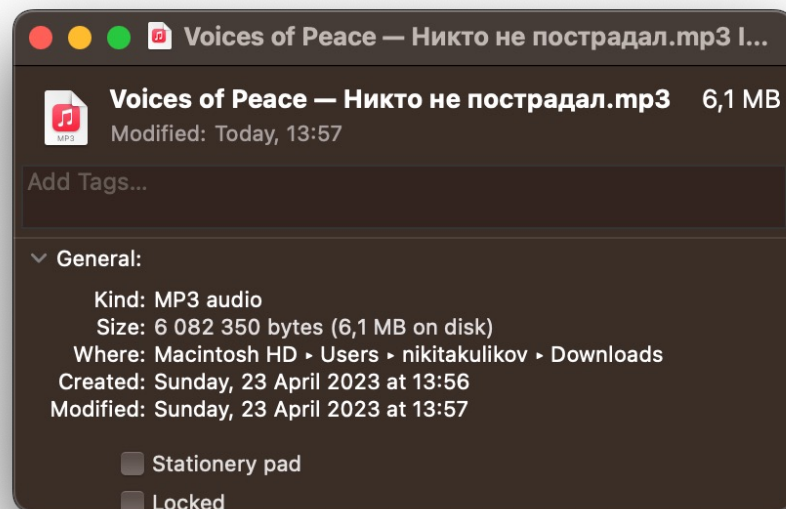 Voices of Peace — Никто не пострадал.mp3 I...
Voices of Peace — Никто не пострадал.mp3 6,1 MB
MP3
Modified: Today, 13:57
Add Tags...
General:
Kind: MP3 audio
Size: 6 082 350 bytes (6,1 MB on disk)
Where: Macintosh HD ▸ Users ▸ nikitakulikov ▸ Downloads
Created: Sunday, 23 April 2023 at 13:56
Modified: Sunday, 23 April 2023 at 13:57
Stationery pad
Locked